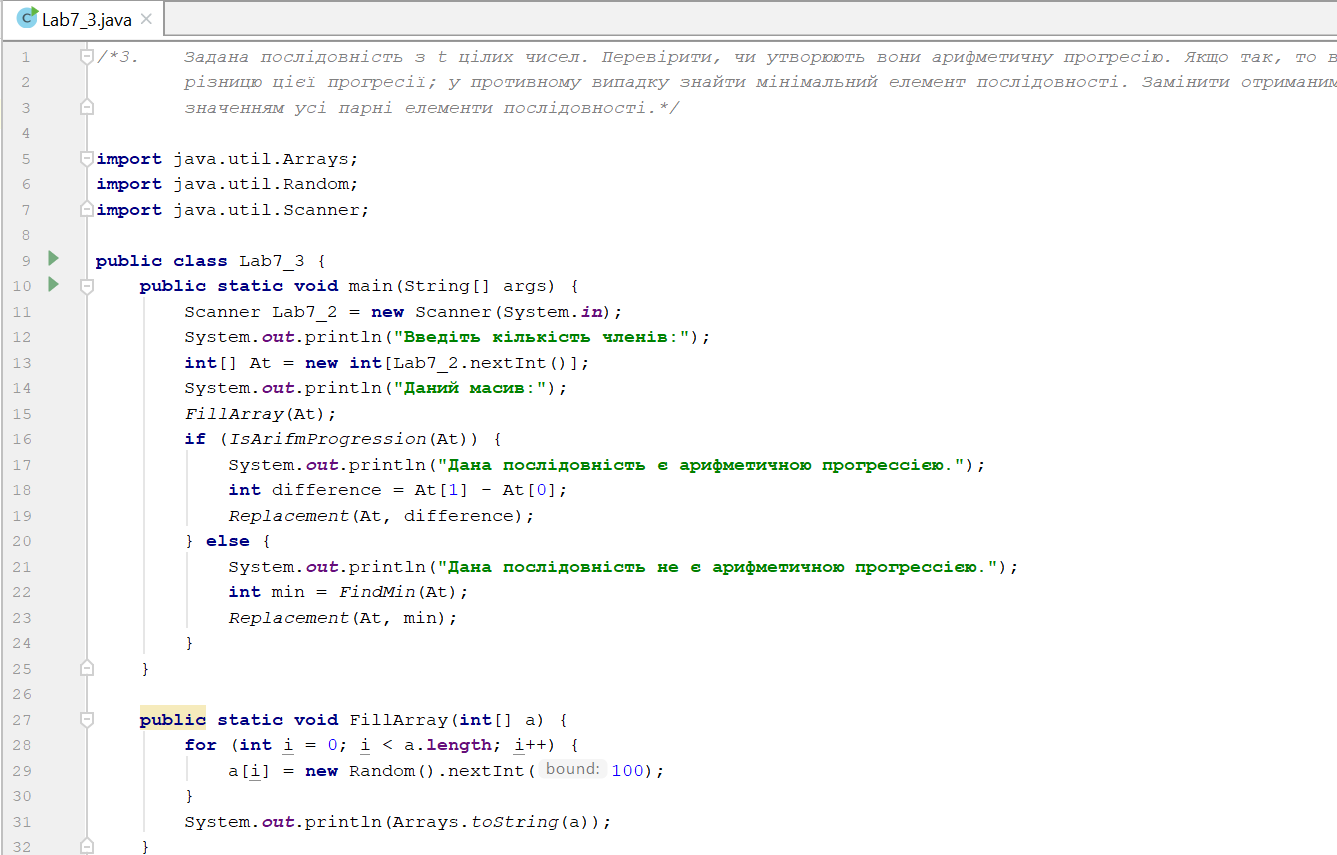 Lab7_3.java
1 /*3. Задана послідовність з t цілих чисел. Перевірити, чи утворюють вони арифметичну прогресію. Якщо так, то
2 різницю цієї прогресії; у противному випадку знайти мінімальний елемент послідовності. Замінити отриманим
3 значенням усі парні елементи послідовності.*/
4
5 import java.util.Arrays;
6 import java.util.Random;
7 import java.util.Scanner;
8
9 public class Lab7_3 {
10 public static void main(String[] args) {
11 Scanner Lab7_2 = new Scanner(System.in);
12 System.out.println("Введіть кількість членів:");
13 int[] At = new int[Lab7_2.nextInt()];
14 System.out.println("Даний масив:");
15 FillArray(At);
16 if (IsArifmProgression(At)) {
17 System.out.println("Дана послідовність є арифметичною прогрессією.");
18 int difference = At[1] - At[0];
19 Replacement(At, difference);
20 } else {
21 System.out.println("Дана послідовність не є арифметичною прогрессією.");
22 int min = FindMin(At);
23 Replacement(At, min);
24 }
25 }
26
27 public static void FillArray(int[] a) {
28 for (int i = 0; i < a.length; i++) {
29 a[i] = new Random().nextInt( bound: 100);
30 }
31 System.out.println(Arrays.toString(a));
32 }